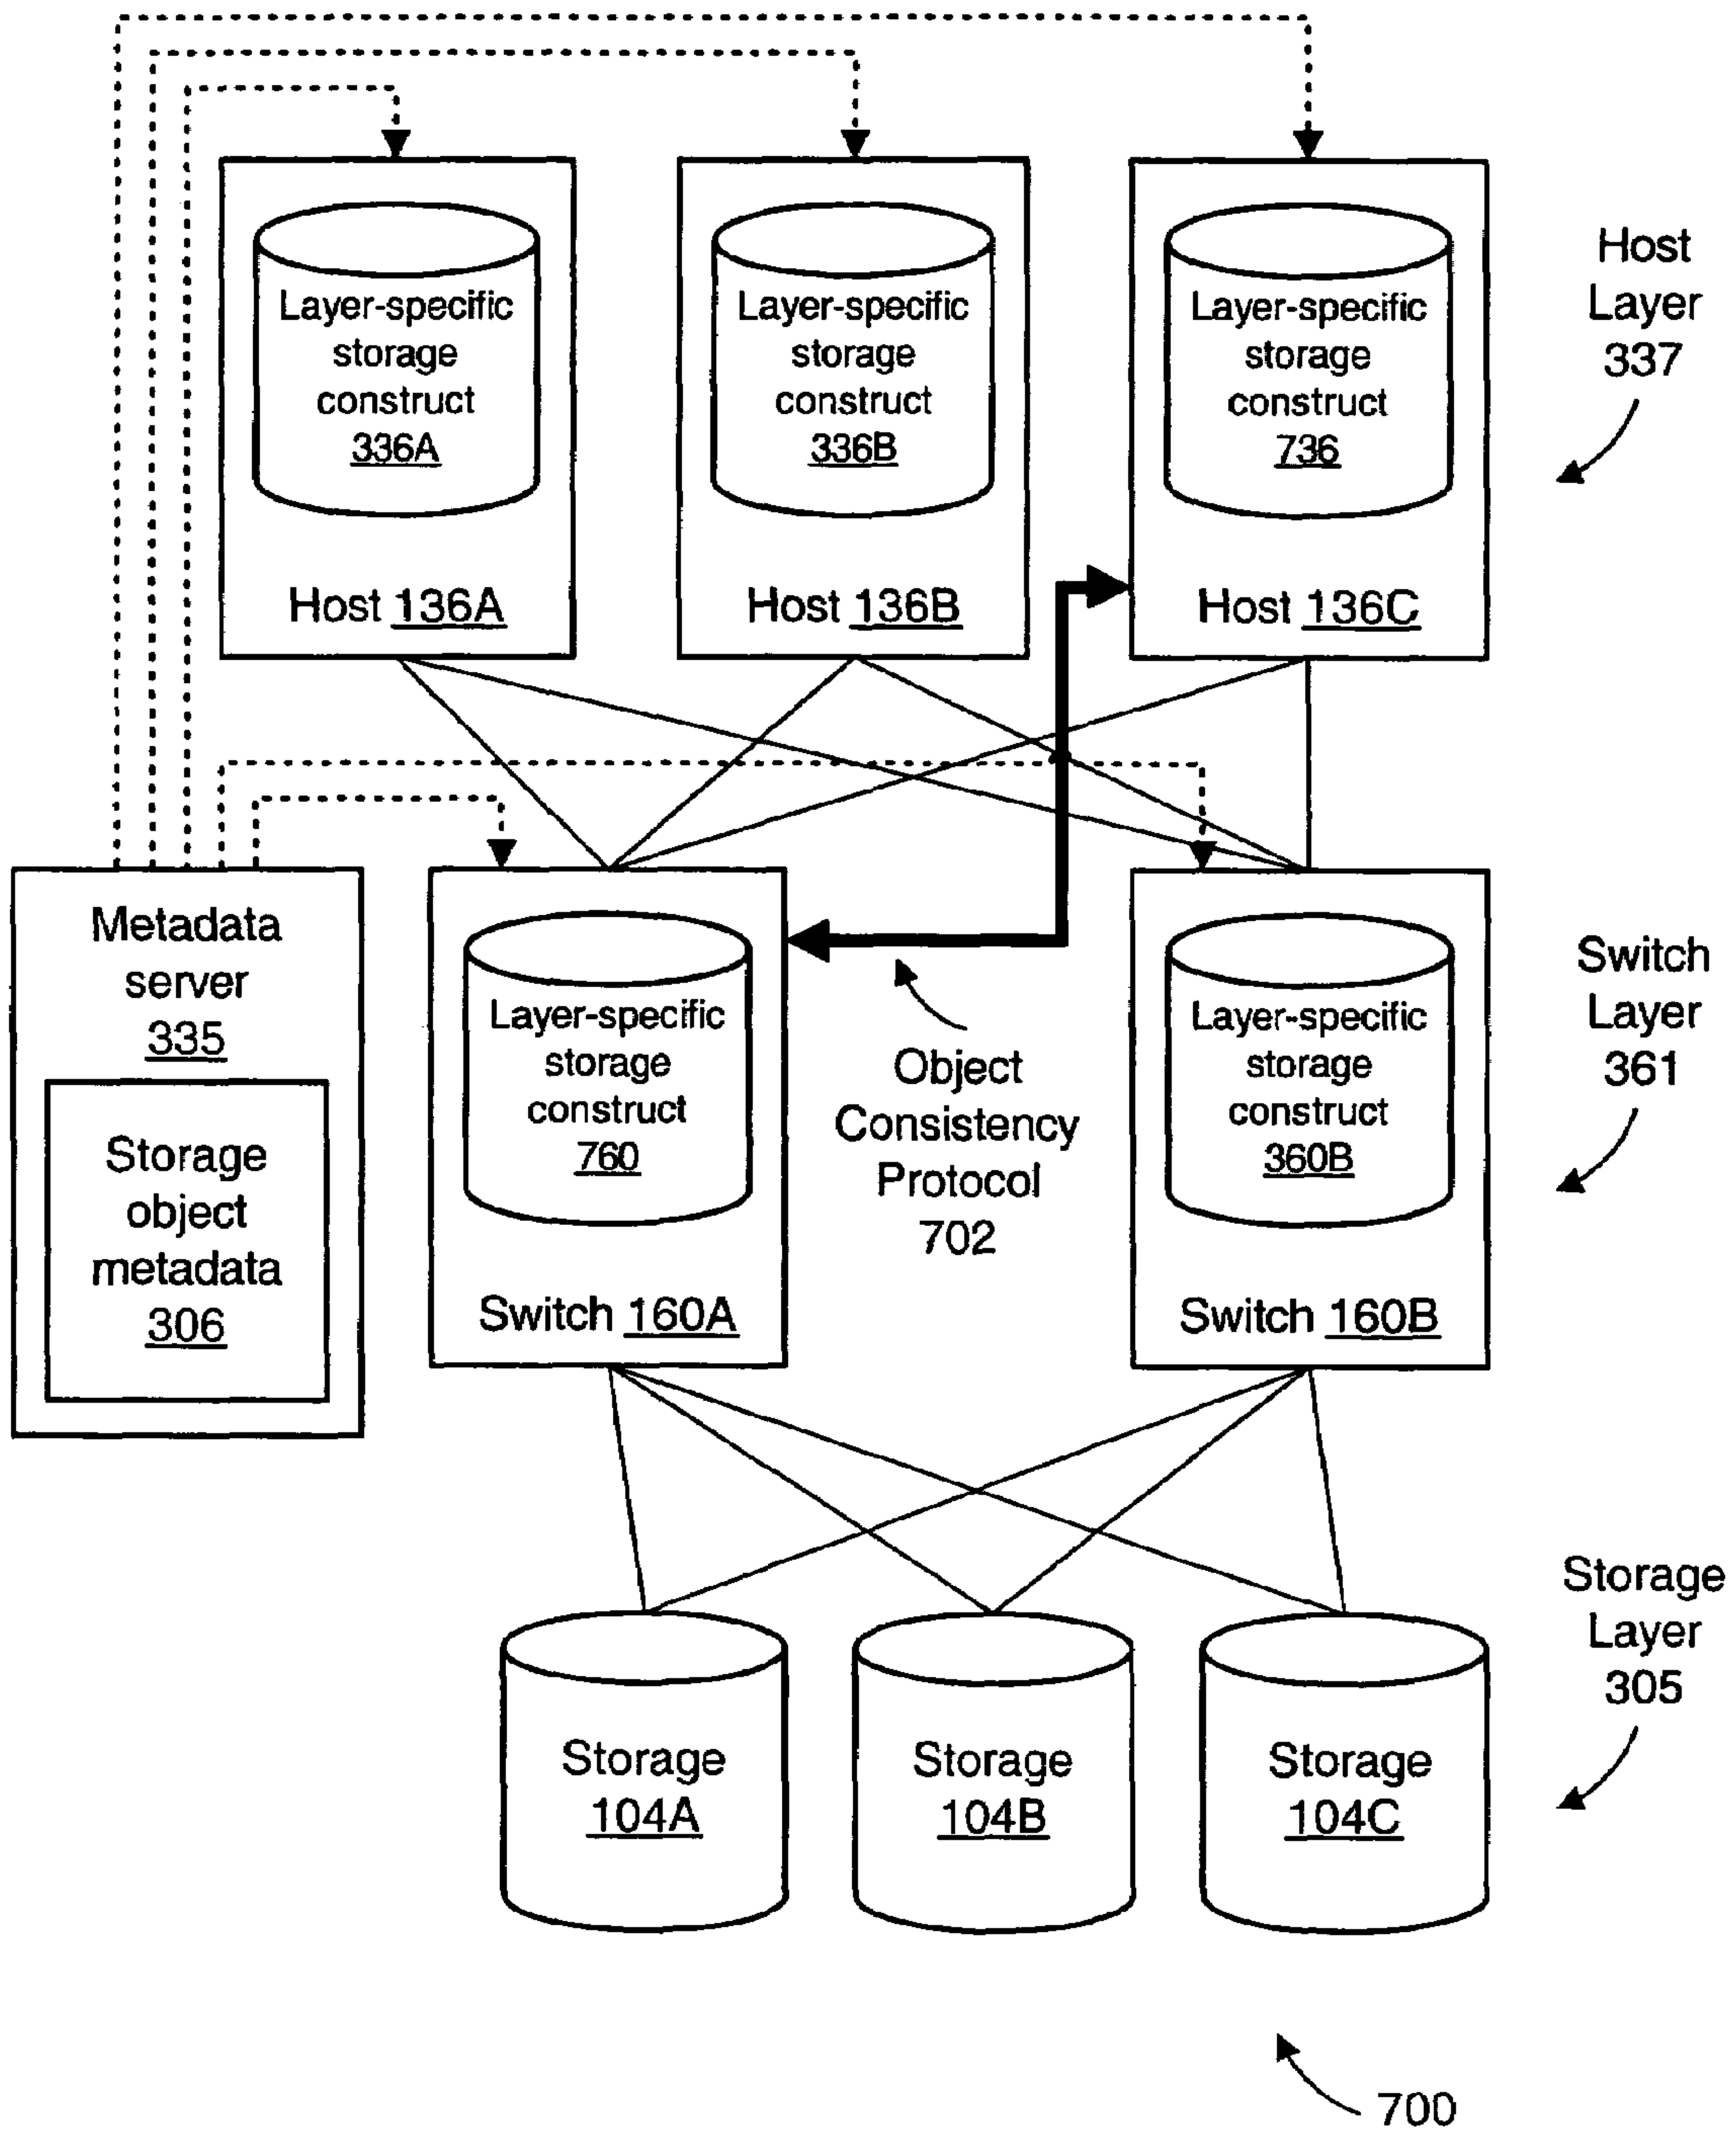 Layer-specific
storage
construct
336A
Host 136A
Layer-specific
storage
construct
336B
Host 136B
Layer-specific
storage
construct
736
Host 136C
Host
Layer
337
Metadata
server
335
Storage
object
metadata
306
Layer-specific
storage
construct
760
Switch 160A
Object
Consistency
Protocol
702
Layer-specific
storage
construct
360B
Switch 160B
Switch
Layer
361
Storage
104A
Storage
104B
Storage
104C
Storage
Layer
305
700